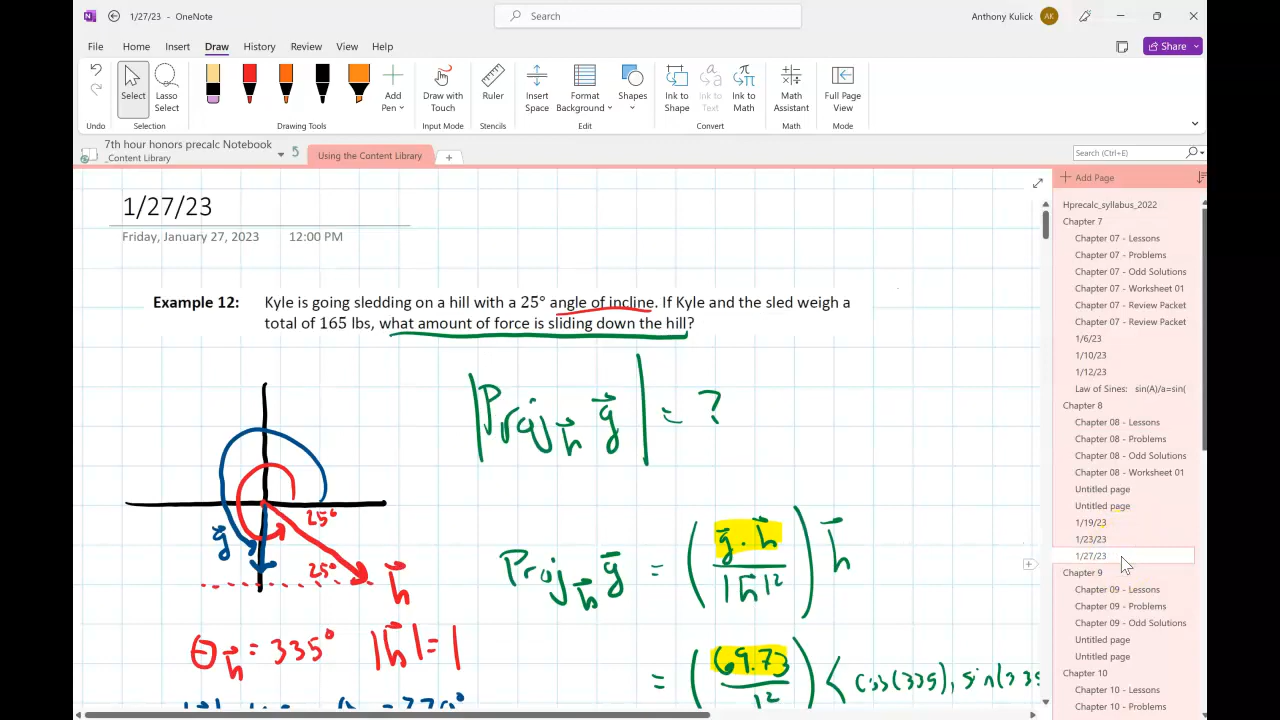 1/27/23 - OneNote
Search
Anthony Kulick
AK
File Home Insert Draw History Review View Help
Share
Undo
Select
Lasso Select
Add Pen
Draw with Touch
Ruler
Insert Space
Format Background
Shapes
Ink to Shape
Ink to Text
Ink to Math
Math Assistant
Full Page View
Undo Selection Drawing Tools Input Mode Stencils Edit Convert Math Mode
7th hour honors precalc Notebook
_Content Library
Using the Content Library
+
Search (Ctrl+E)
1/27/23
Friday, January 27, 2023 12:00 PM
Example 12: Kyle is going sledding on a hill with a 25° angle of incline. If Kyle and the sled weigh a
total of 165 lbs, what amount of force is sliding down the hill?
|Proj_h⃗ g⃗| = ?
25°
g⃗
25°
h⃗
Proj_h⃗ g⃗ = (g⃗ · h⃗ / |h⃗|²) h⃗
θ_h⃗ = 335° |h⃗| = 1
= (69.73 / 1²) < cos(335), sin(335
Add Page
Hprecalc_syllabus_2022
Chapter 7
Chapter 07 - Lessons
Chapter 07 - Problems
Chapter 07 - Odd Solutions
Chapter 07 - Worksheet 01
Chapter 07 - Review Packet
Chapter 07 - Review Packet
1/6/23
1/10/23
1/12/23
Law of Sines: sin(A)/a=sin(
Chapter 8
Chapter 08 - Lessons
Chapter 08 - Problems
Chapter 08 - Odd Solutions
Chapter 08 - Worksheet 01
Untitled page
Untitled page
1/19/23
1/23/23
1/27/23
Chapter 9
Chapter 09 - Lessons
Chapter 09 - Problems
Chapter 09 - Odd Solutions
Untitled page
Untitled page
Chapter 10
Chapter 10 - Lessons
Chapter 10 - Problems